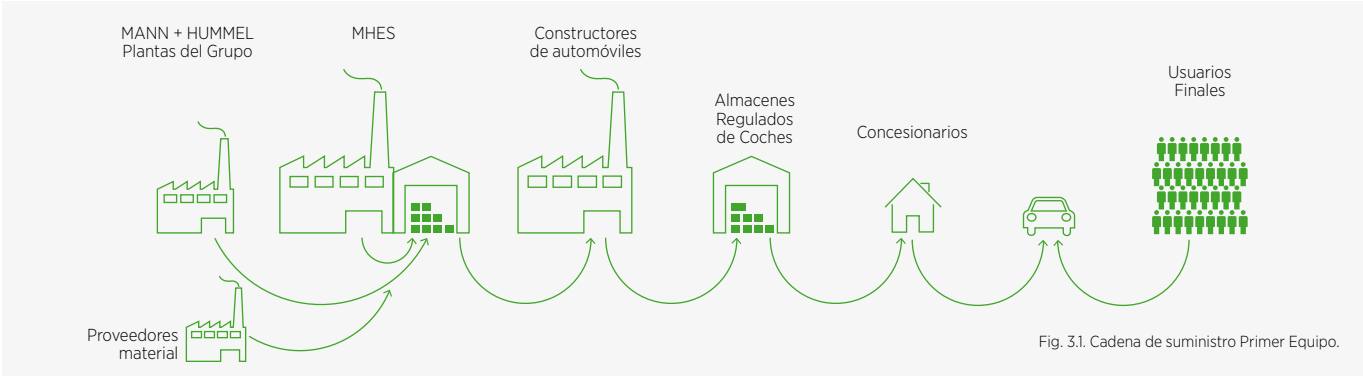 MANN + HUMMEL
Plantas del Grupo
MHES
Constructores
de automóviles
Almacenes
Regulados
de Coches
Concesionarios
Usuarios
Finales
Proveedores
material
Fig. 3.1. Cadena de suministro Primer Equipo.